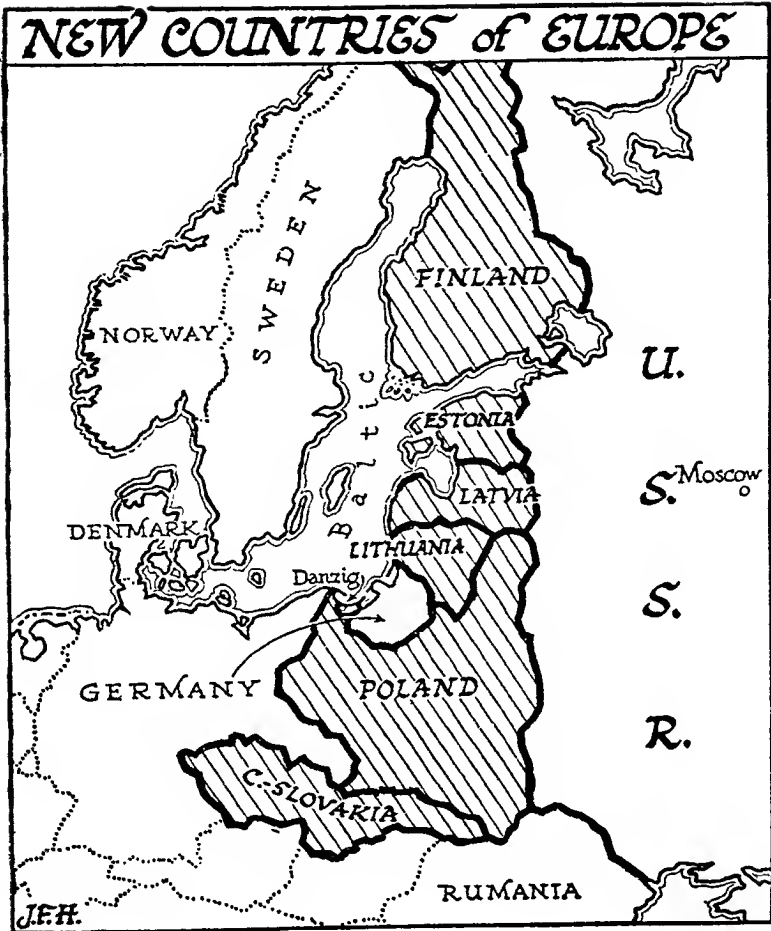 NEW COUNTRIES of EUROPE
SWEDEN
FINLAND
NORWAY
U.
Baltic
ESTONIA
S. Moscow
LATVIA
DENMARK
LITHUANIA
Danzig
S.
GERMANY
POLAND
R.
C.-SLOVAKIA
RUMANIA
J.F.H.